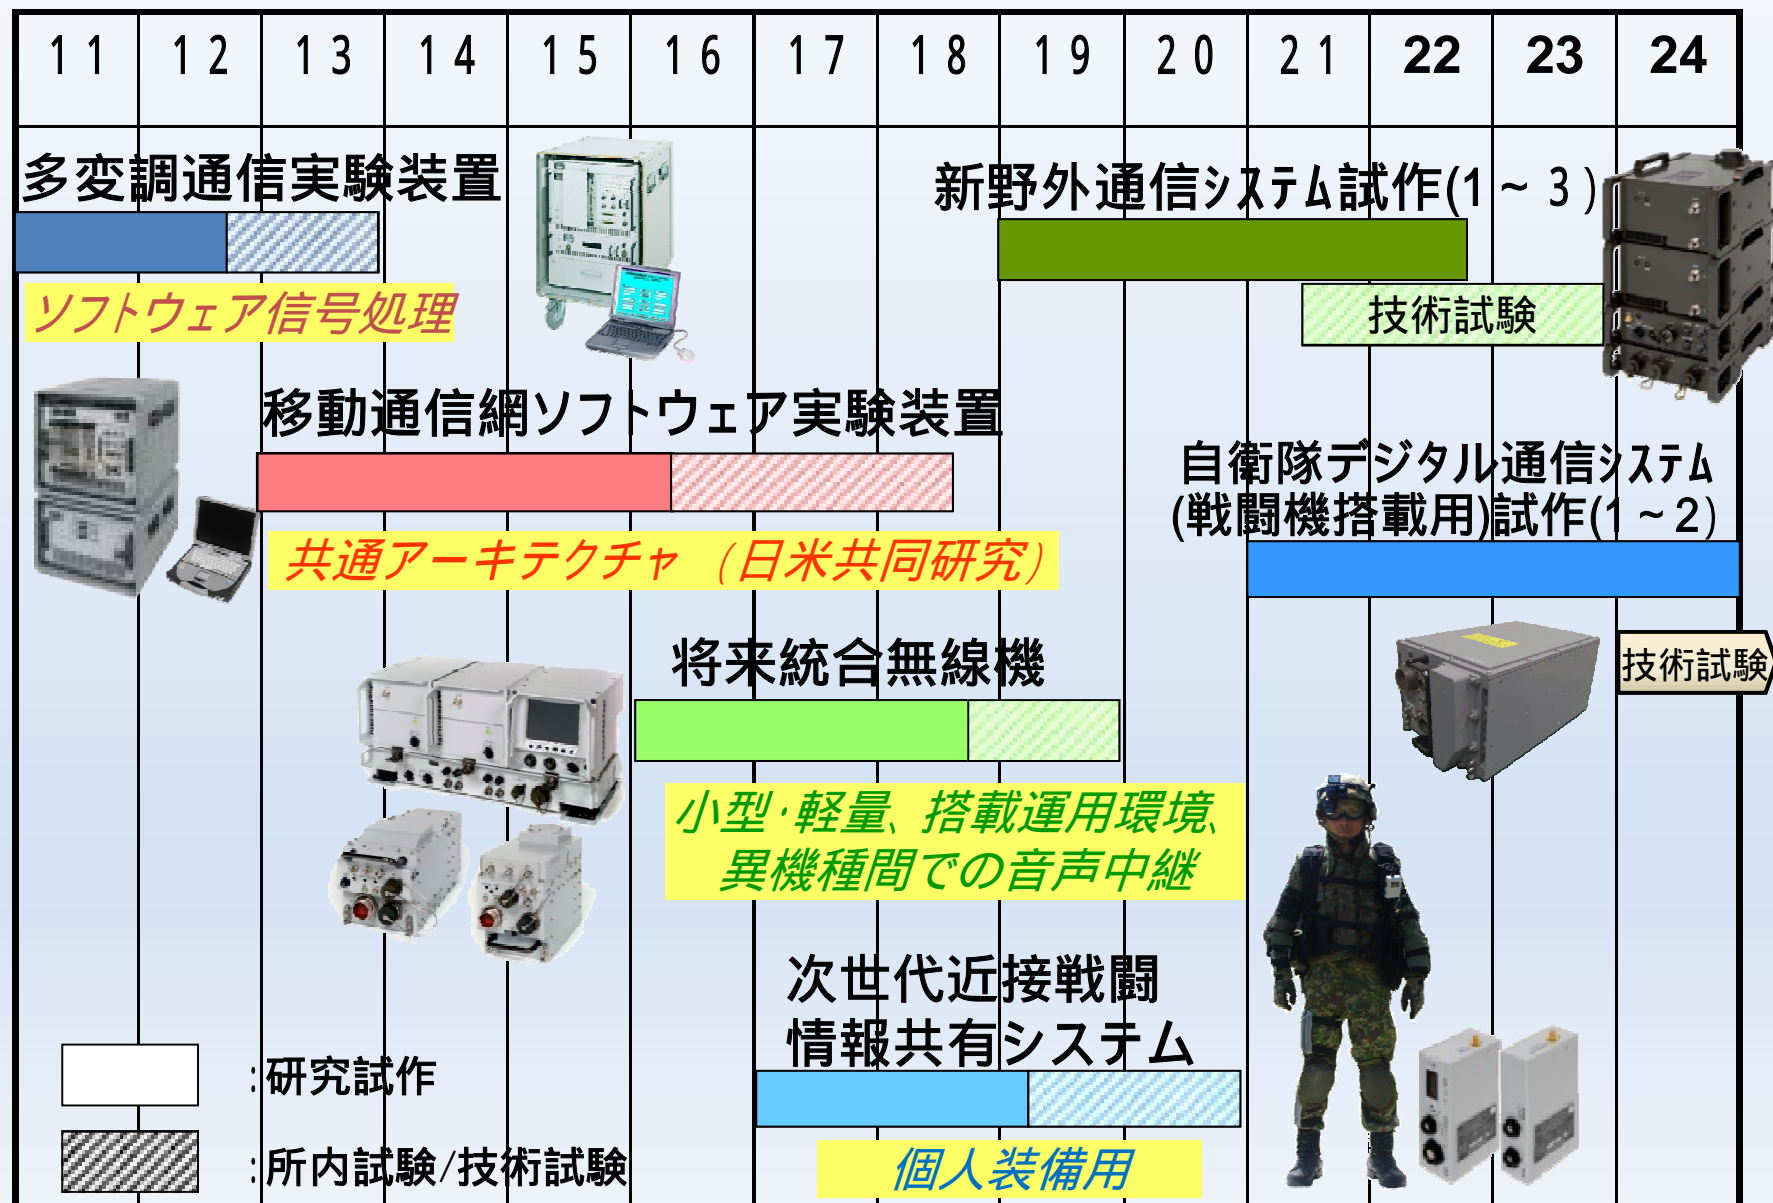 11 12 13 14 15 16 17 18 19 20 21 22 23 24
多変調通信実験装置
ソフトウェア信号処理
新野外通信システム試作(1～3)
技術試験
移動通信網ソフトウェア実験装置
共通アーキテクチャ (日米共同研究)
自衛隊デジタル通信システム
(戦闘機搭載用)試作(1～2)
技術試験
将来統合無線機
小型・軽量、搭載運用環境、
異機種間での音声中継
次世代近接戦闘
情報共有システム
個人装備用
:研究試作
:所内試験/技術試験